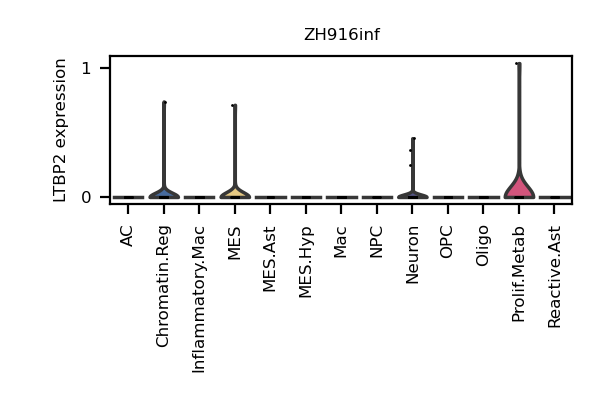 ZH916inf
LTBP2 expression
1
0
AC
Chromatin.Reg
Inflammatory.Mac
MES
MES.Ast
MES.Hyp
Mac
NPC
Neuron
OPC
Oligo
Prolif.Metab
Reactive.Ast